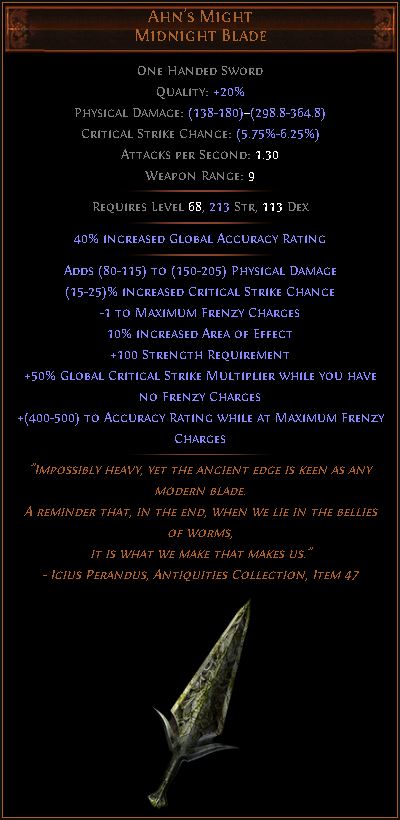 Ahn's Might
Midnight Blade
One Handed Sword
Quality: +20%
Physical Damage: (138-180)–(298.8-364.8)
Critical Strike Chance: (5.75%-6.25%)
Attacks per Second: 1.30
Weapon Range: 9
Requires Level 68, 213 Str, 113 Dex
40% increased Global Accuracy Rating
Adds (80-115) to (150-205) Physical Damage
(15-25)% increased Critical Strike Chance
-1 to Maximum Frenzy Charges
10% increased Area of Effect
+100 Strength Requirement
+50% Global Critical Strike Multiplier while you have
no Frenzy Charges
+(400-500) to Accuracy Rating while at Maximum Frenzy
Charges
"Impossibly heavy, yet the ancient edge is keen as any
modern blade.
A reminder that, in the end, when we lie in the bellies
of worms,
it is what we make that makes us."
- Icius Perandus, Antiquities Collection, Item 47